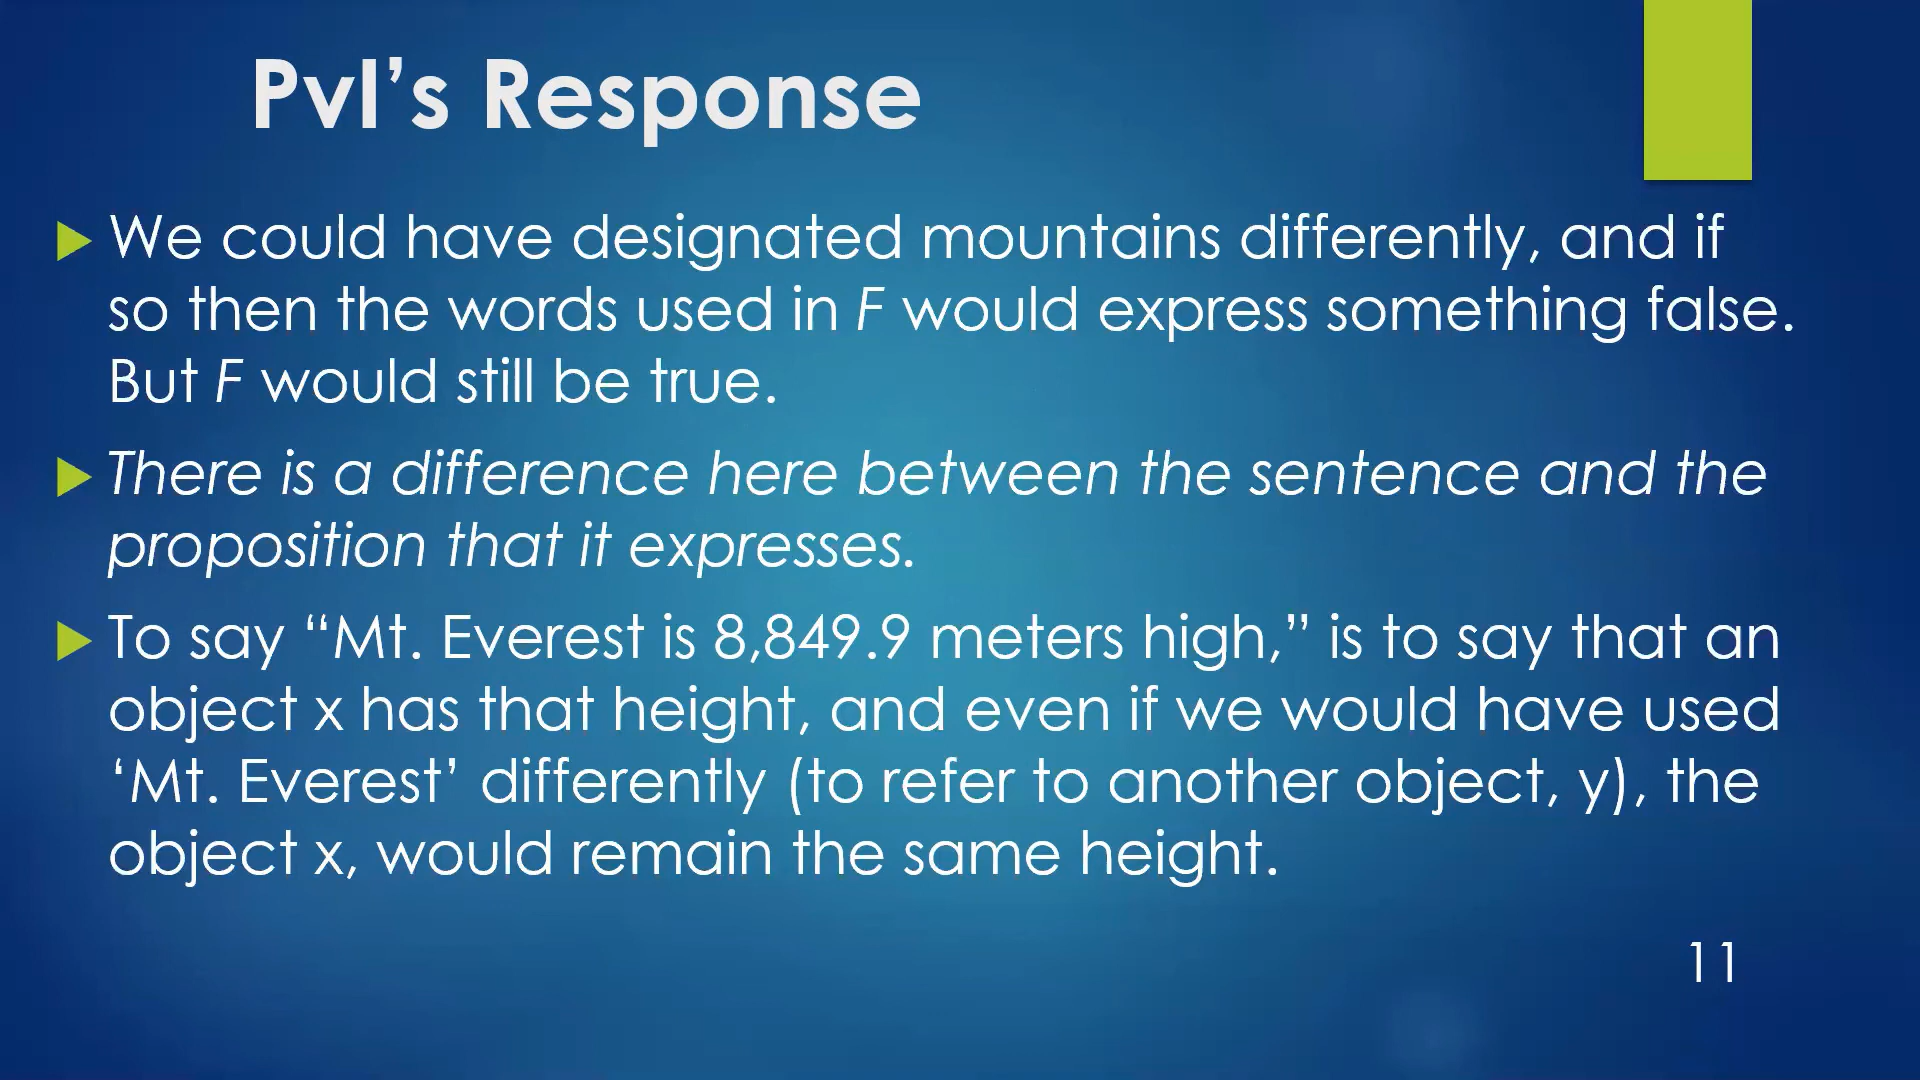 PvI’s Response
We could have designated mountains differently, and if
so then the words used in F would express something false.
But F would still be true.
There is a difference here between the sentence and the
proposition that it expresses.
To say “Mt. Everest is 8,849.9 meters high,” is to say that an
object x has that height, and even if we would have used
‘Mt. Everest’ differently (to refer to another object, y), the
object x, would remain the same height.
11